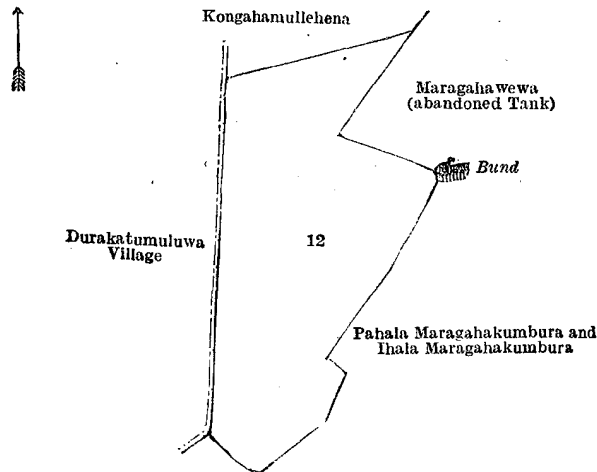 Kongahamullehena
Maragahawewa
(abandoned Tank)
Bund
Durakatumuluwa
Village
12
Pahala Maragahakumbura and
Ihala Maragahakumbura